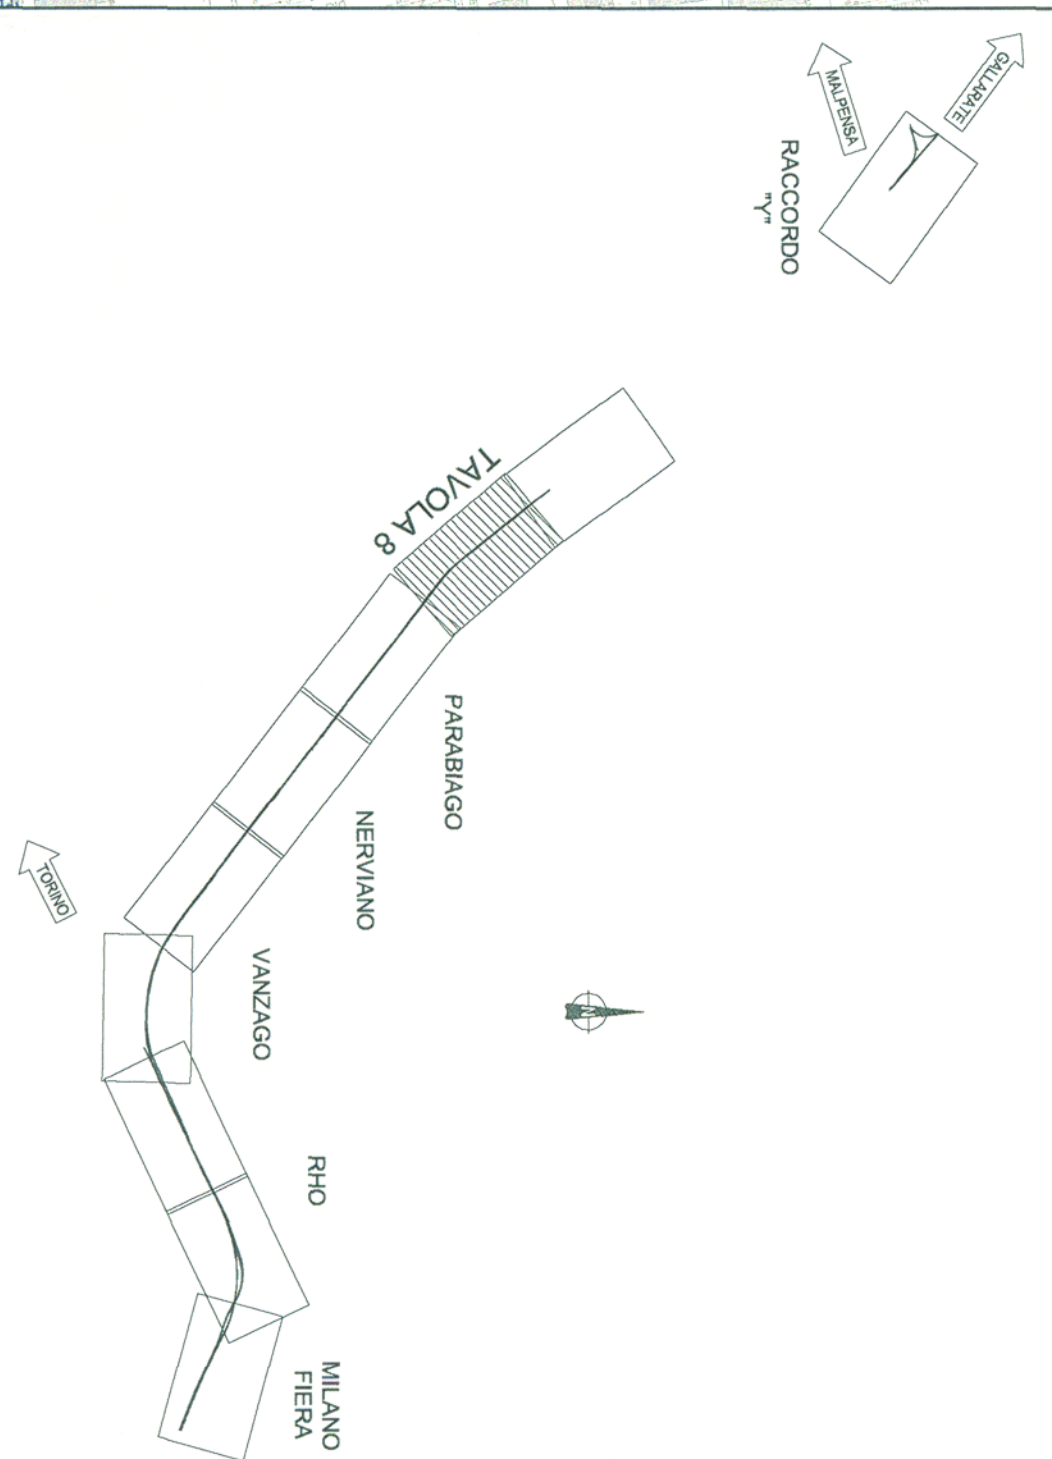 GALLARATE
MALPENSA
RACCORDO
"Y"
TAVOLA 8
PARABIAGO
NERVIANO
VANZAGO
TORINO
N
RHO
MILANO
FIERA